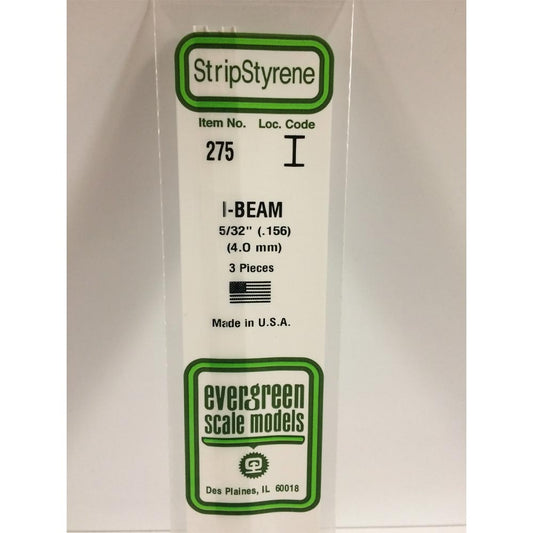 StripStyrene
Item No. Loc. Code
275 I
I-BEAM
5/32" (.156)
(4.0 mm)
3 Pieces
Made in U.S.A.
evergreen
scale models
Des Plaines, IL 60018